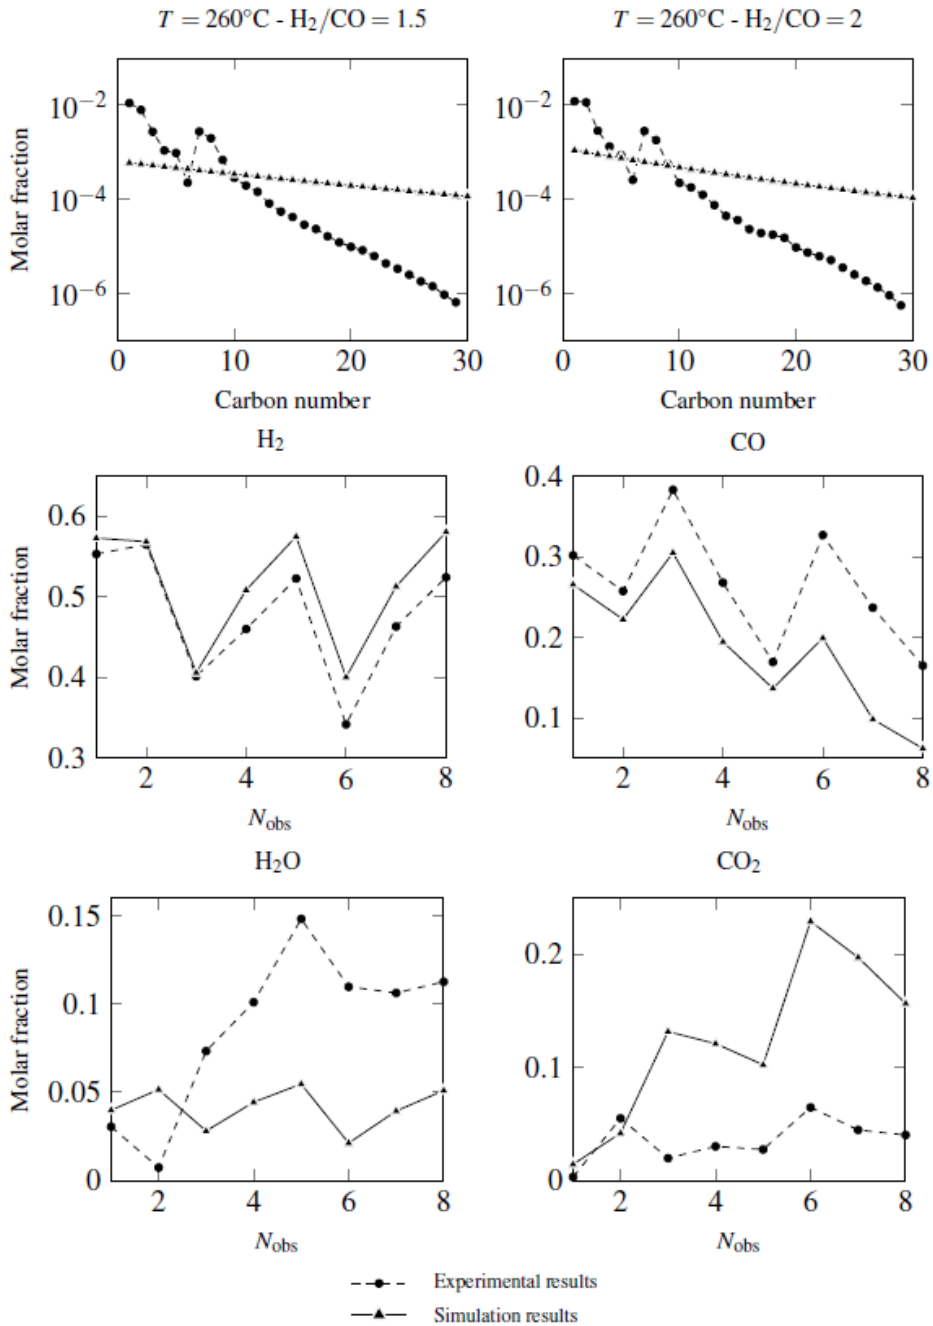 T = 260°C - H₂/CO = 1.5
T = 260°C - H₂/CO = 2
Molar fraction
10⁻²
10⁻⁴
10⁻⁶
0 10 20 30
Carbon number
10⁻²
10⁻⁴
10⁻⁶
0 10 20 30
Carbon number
H₂
Molar fraction
0.6
0.5
0.4
0.3
2 4 6 8
N_obs
CO
0.4
0.3
0.2
0.1
2 4 6 8
N_obs
H₂O
Molar fraction
0.15
0.1
0.05
0
2 4 6 8
N_obs
CO₂
0.2
0.1
0
2 4 6 8
N_obs
Experimental results
Simulation results